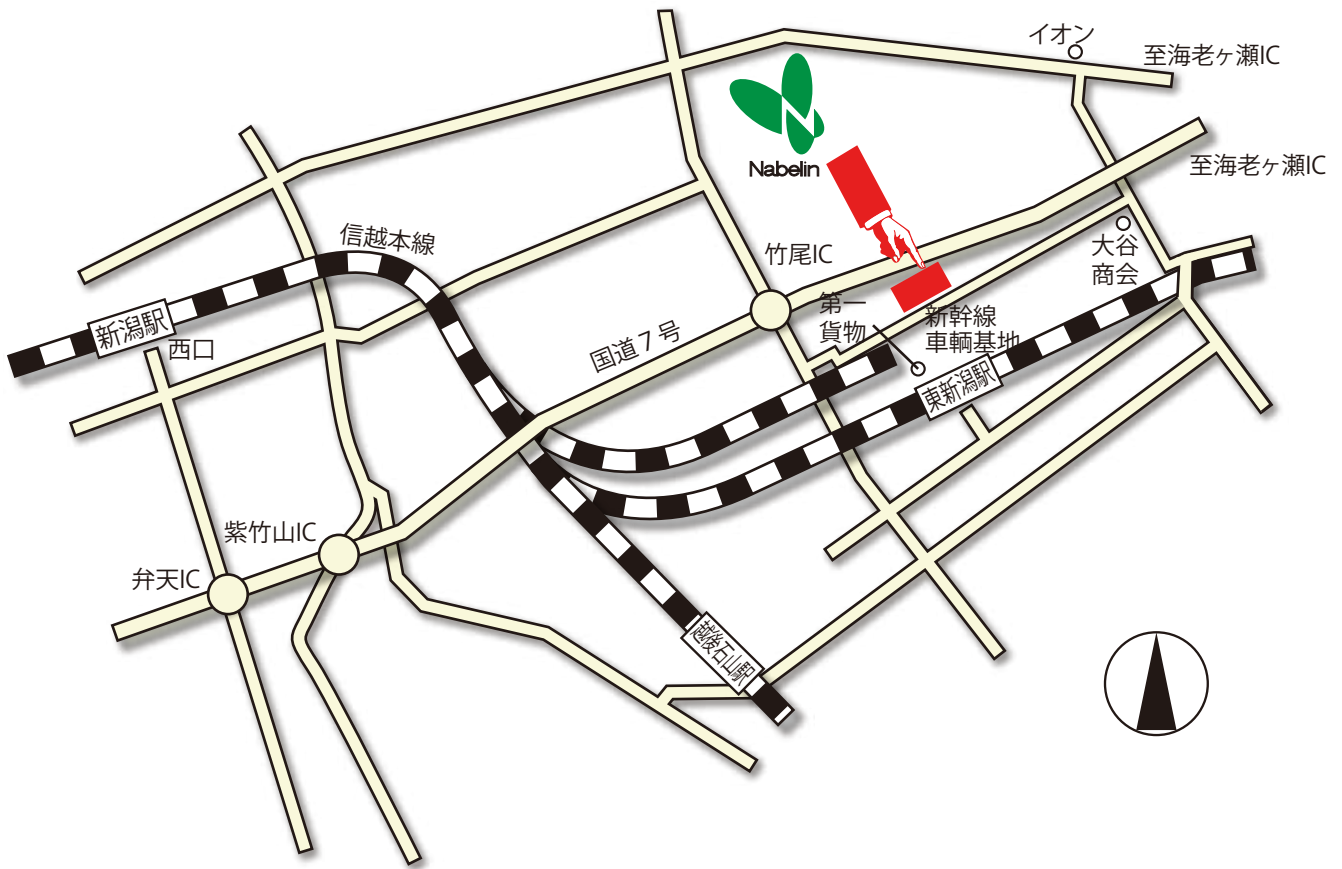 イオン
至海老ヶ瀬IC
Nabelin
至海老ヶ瀬IC
信越本線
竹尾IC
大谷
商会
第一
貨物
新幹線
車輌基地
新潟駅
西口
国道7号
東新潟駅
紫竹山IC
弁天IC
越後石山駅